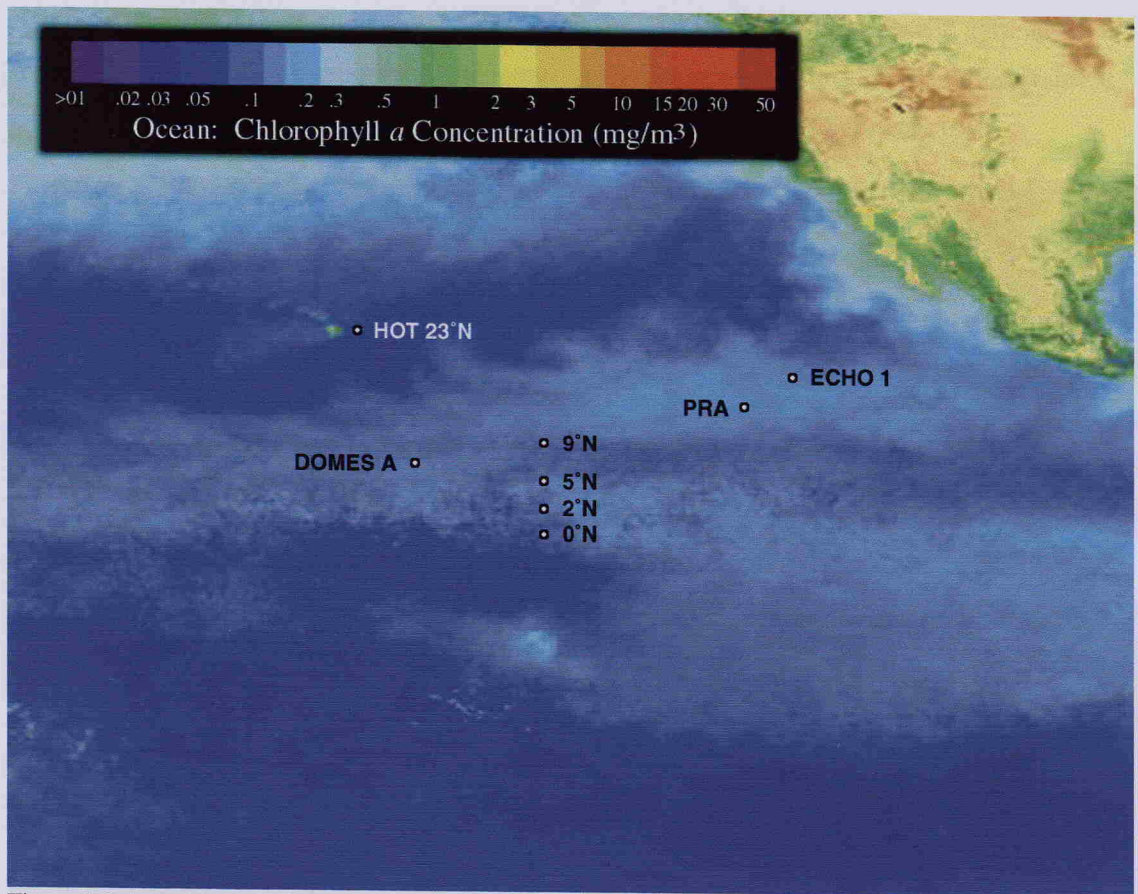 >01 .02 .03 .05 .1 .2 .3 .5 1 2 3 5 10 15 20 30 50
Ocean: Chlorophyll a Concentration (mg/m³)
HOT 23°N
ECHO 1
PRA
9°N
DOMES A
5°N
2°N
0°N